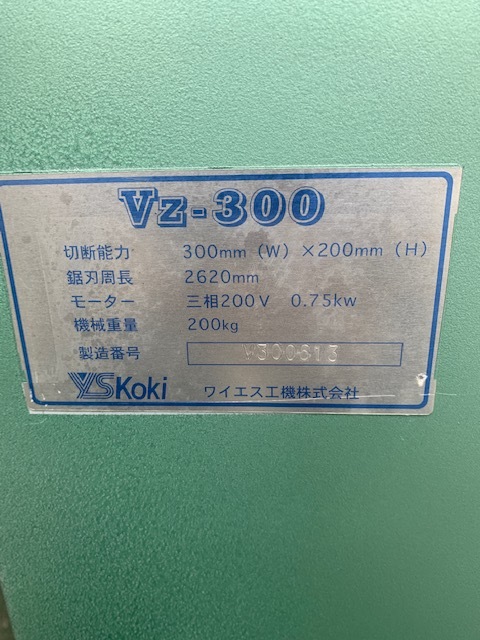 Vz-300
切断能力 300mm（W）×200mm（H）
鋸刃周長 2620mm
モーター 三相200V 0.75kw
機械重量 200kg
製造番号
YS Koki ワイエス工機株式会社